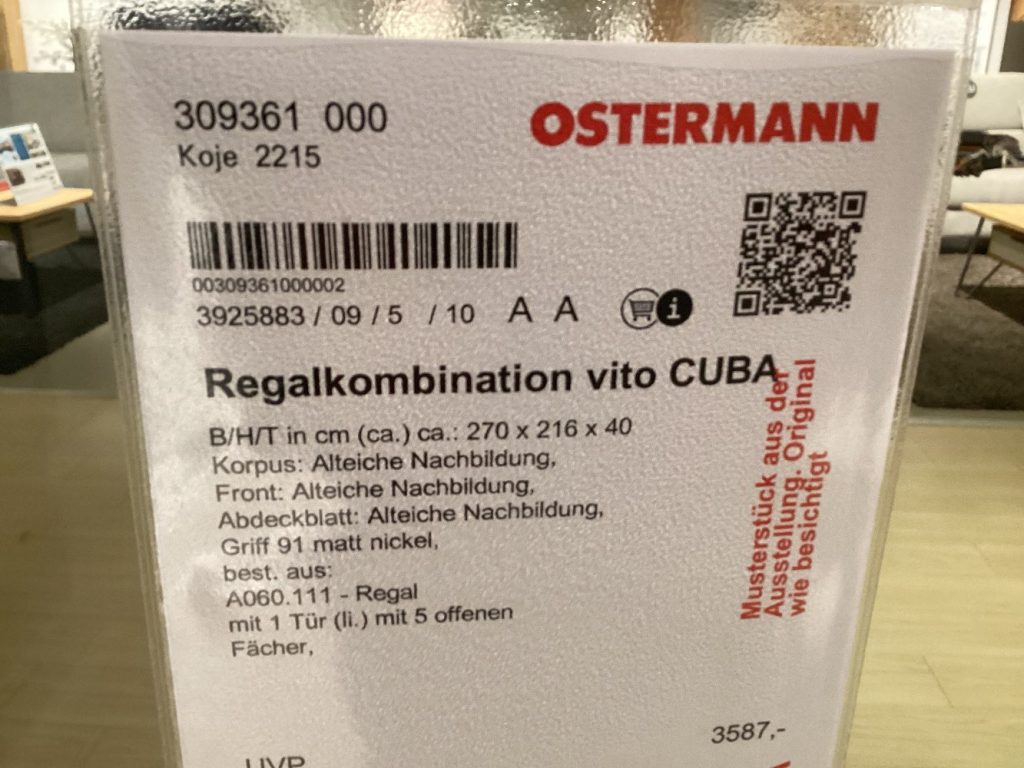 309361 000
Koje 2215
OSTERMANN
00309361000002
3925883 / 09 / 5 / 10 A A
i
Regalkombination vito CUBA
B/H/T in cm (ca.) ca.: 270 x 216 x 40
Korpus: Alteiche Nachbildung,
Front: Alteiche Nachbildung,
Abdeckblatt: Alteiche Nachbildung,
Griff 91 matt nickel,
best. aus:
A060.111 - Regal
mit 1 Tür (li.) mit 5 offenen
Fächer,
Musterstück aus der
Ausstellung. Original
wie besichtigt
3587,-
UVP